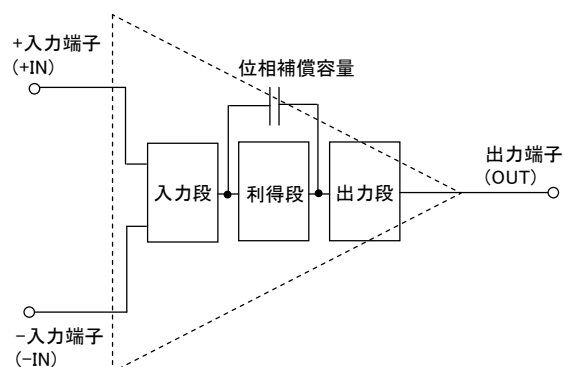 +入力端子
(+IN)
位相補償容量
入力段
利得段
出力段
出力端子
(OUT)
−入力端子
(−IN)